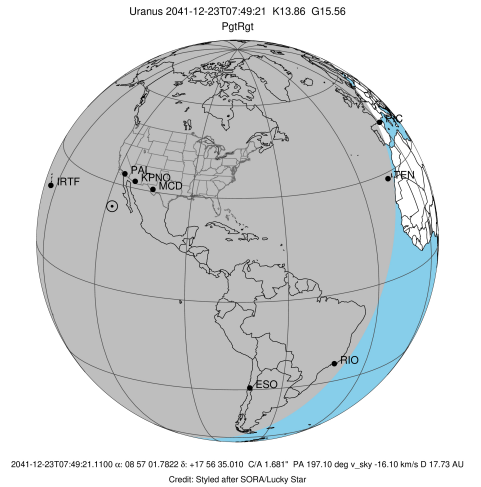 Uranus 2041-12-23T07:49:21 K13.86 G15.56
PgtRgt
PIC
TEN
PAL
KPNO
MCD
IRTF
RIO
ESO
2041-12-23T07:49:21.1100 α: 08 57 01.7822 δ: +17 56 35.010 C/A 1.681" PA 197.10 deg v_sky -16.10 km/s D 17.73 AU
Credit: Styled after SORA/Lucky Star